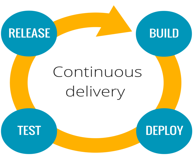 RELEASE
BUILD
Continuous
delivery
TEST
DEPLOY